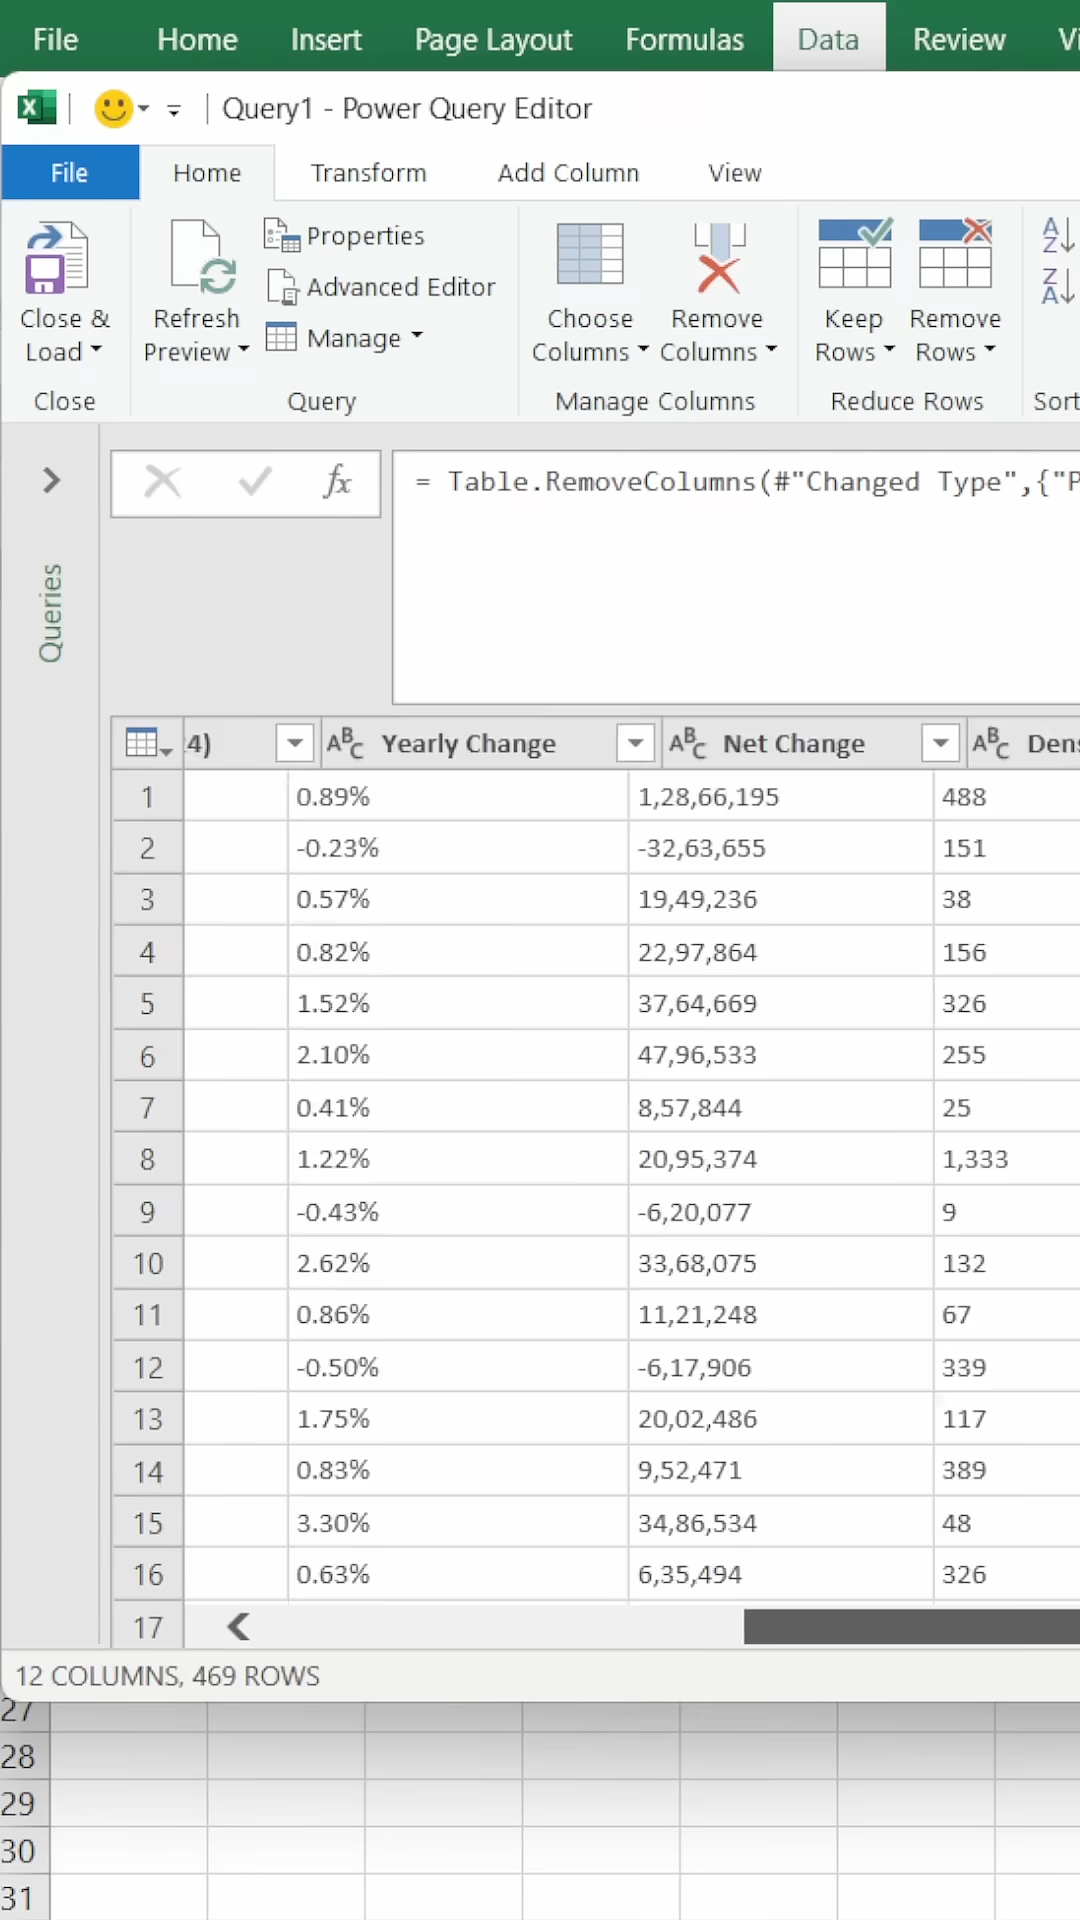 File Home Insert Page Layout Formulas Data Review
Query1 - Power Query Editor
File Home Transform Add Column View
Close & Load
Refresh Preview
Properties
Advanced Editor
Manage
Choose Columns
Remove Columns
Keep Rows
Remove Rows
A Z
Z A
Close Query Manage Columns Reduce Rows Sort
fx = Table.RemoveColumns(#"Changed Type",{"P
Queries
4) ABC Yearly Change ABC Net Change ABC Dens
1 0.89% 1,28,66,195 488
2 -0.23% -32,63,655 151
3 0.57% 19,49,236 38
4 0.82% 22,97,864 156
5 1.52% 37,64,669 326
6 2.10% 47,96,533 255
7 0.41% 8,57,844 25
8 1.22% 20,95,374 1,333
9 -0.43% -6,20,077 9
10 2.62% 33,68,075 132
11 0.86% 11,21,248 67
12 -0.50% -6,17,906 339
13 1.75% 20,02,486 117
14 0.83% 9,52,471 389
15 3.30% 34,86,534 48
16 0.63% 6,35,494 326
17
12 COLUMNS, 469 ROWS
27
28
29
30
31